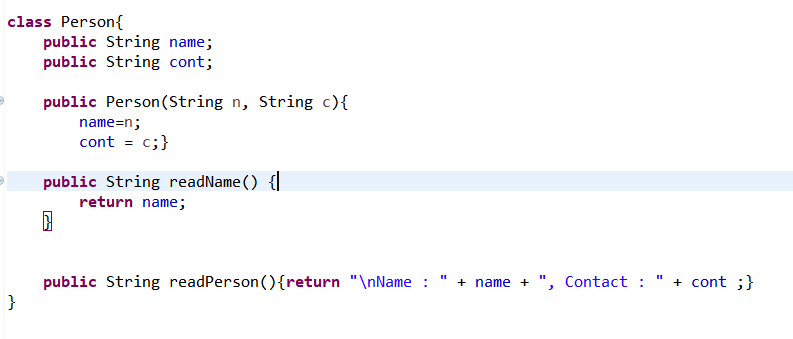 class Person{
    public String name;
    public String cont;

    public Person(String n, String c){
        name=n;
        cont = c;}

    public String readName() {
        return name;
    }


    public String readPerson(){return "\nName : " + name + ", Contact : " + cont ;}
}